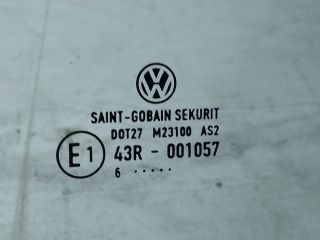 SAINT-GOBAIN SEKURIT
DOT27 M23100 AS2
E1 43R - 001057
6 .....